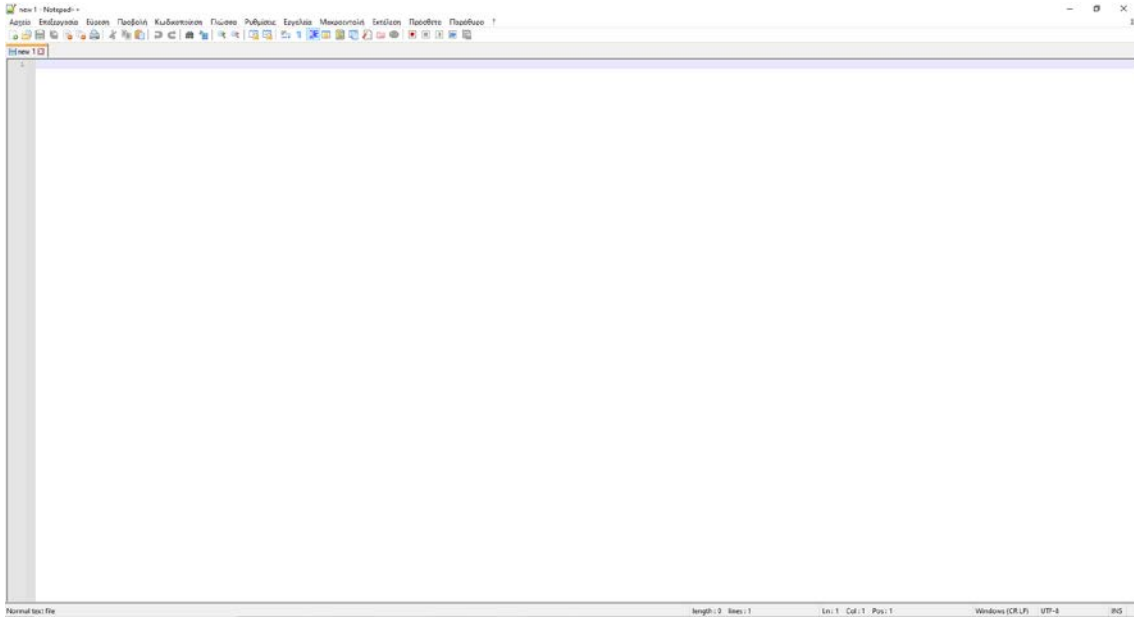 new 1 - Notepad++
Αρχείο Επεξεργασία Εύρεση Προβολή Κωδικοποίηση Γλώσσα Ρυθμίσεις Εργαλεία Μακροεντολή Εκτέλεση Πρόσθετα Παράθυρο ?
new 1
1
Normal text file length : 0 lines : 1 Ln : 1 Col : 1 Pos : 1 Windows (CR LF) UTF-8 INS